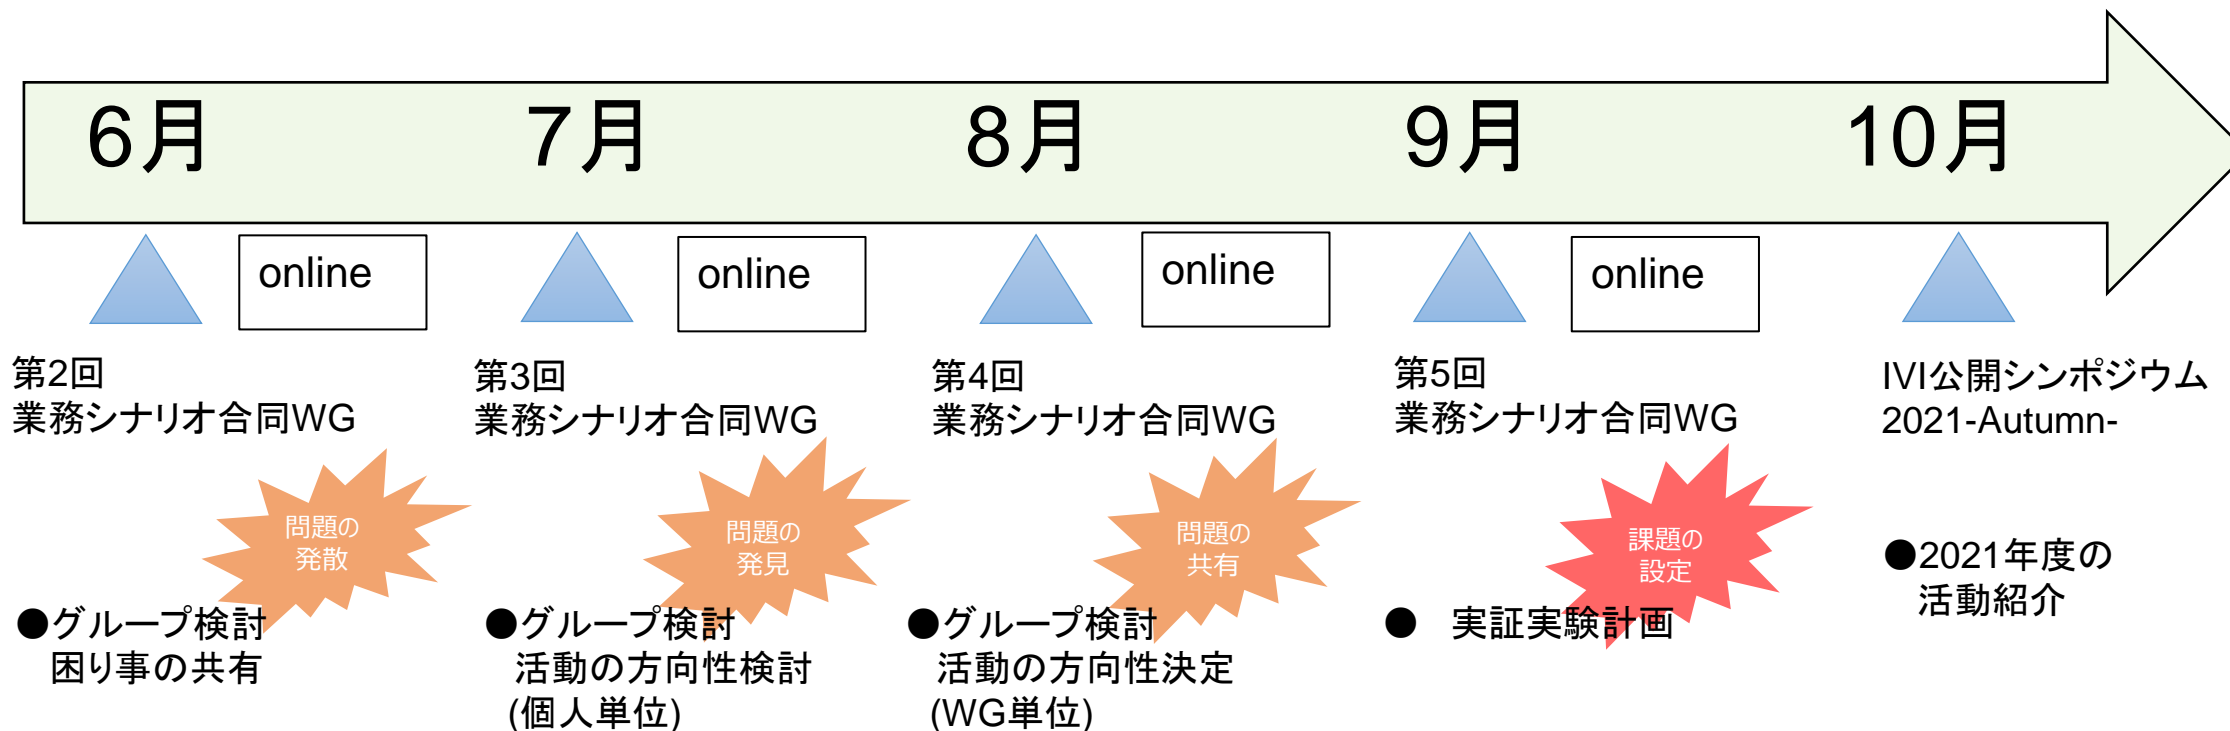 6月
7月
8月
9月
10月
online
online
online
online
第2回
業務シナリオ合同WG
第3回
業務シナリオ合同WG
第4回
業務シナリオ合同WG
第5回
業務シナリオ合同WG
IVI公開シンポジウム
2021-Autumn-
問題の
発散
問題の
発見
問題の
共有
課題の
設定
●グループ検討
困り事の共有
●グループ検討
活動の方向性検討
(個人単位)
●グループ検討
活動の方向性決定
(WG単位)
● 実証実験計画
●2021年度の
活動紹介